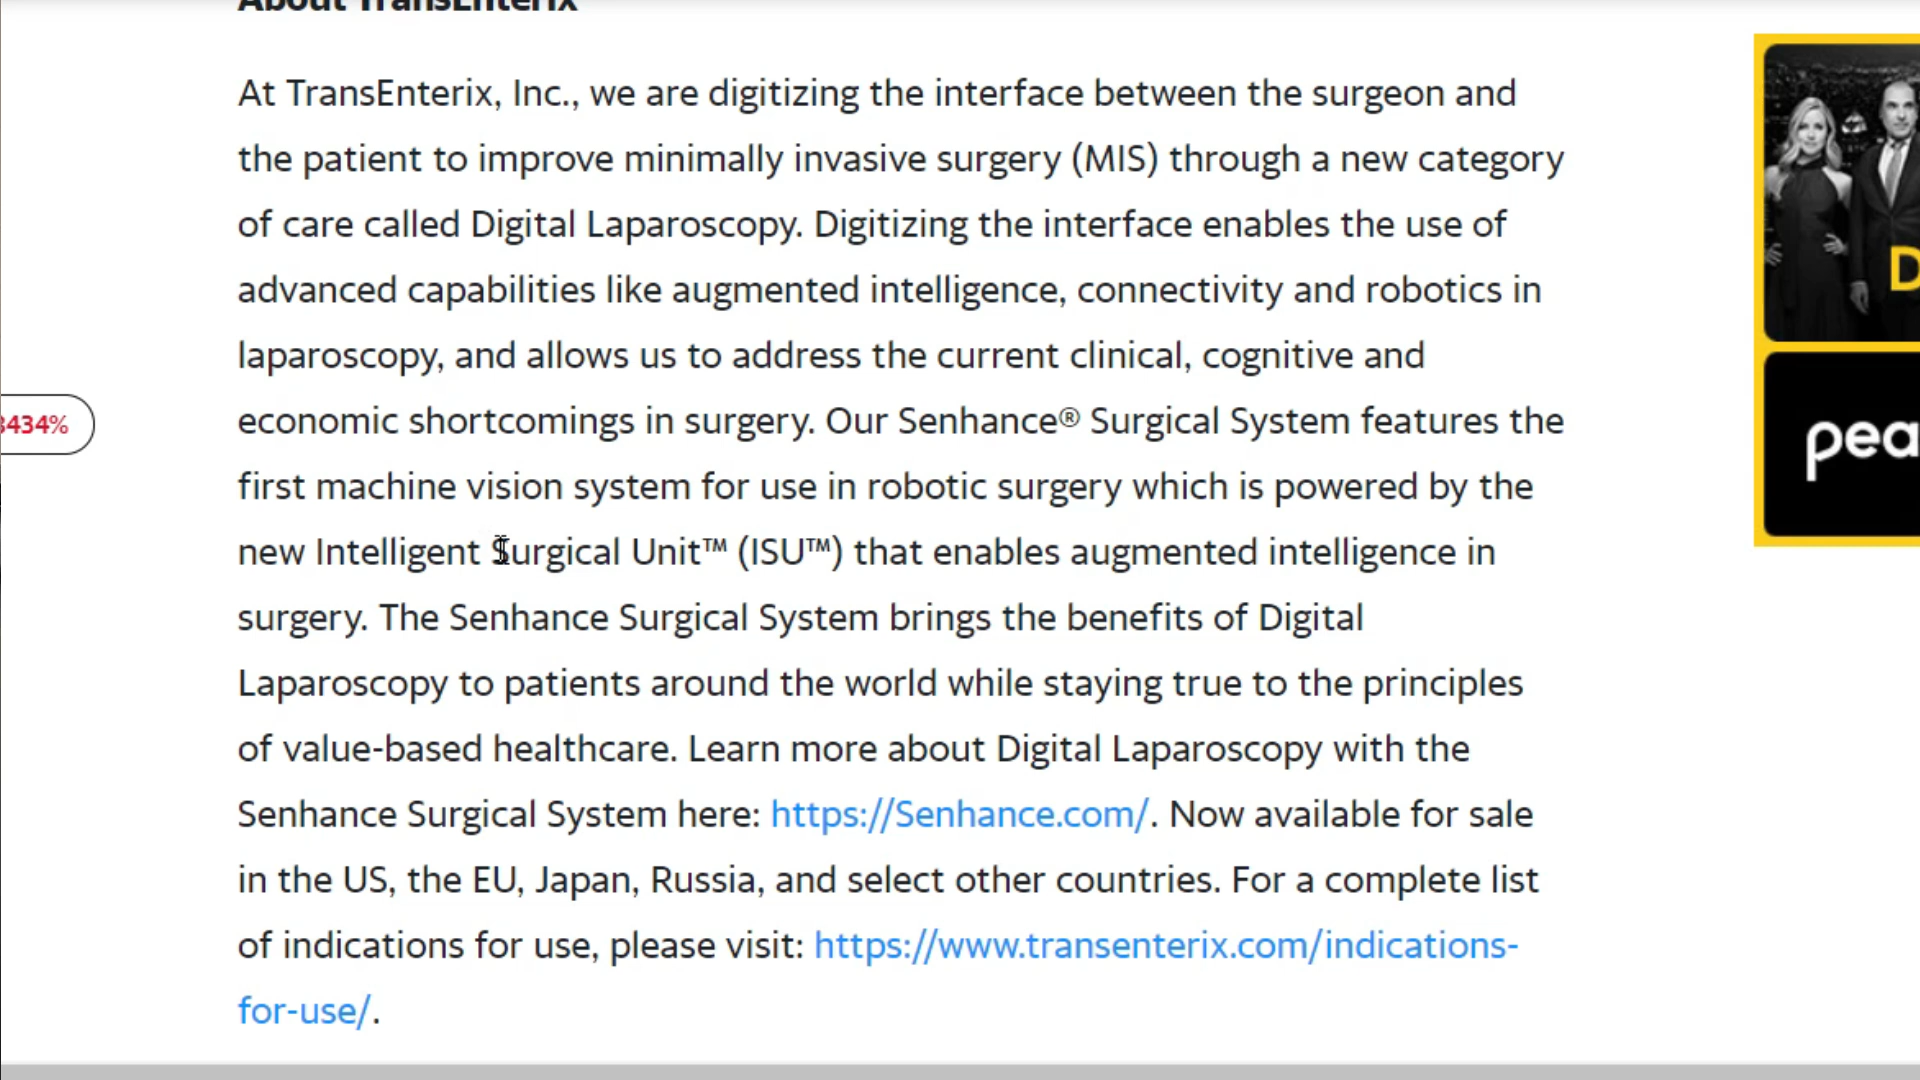 About TransEnterix
At TransEnterix, Inc., we are digitizing the interface between the surgeon and
the patient to improve minimally invasive surgery (MIS) through a new category
of care called Digital Laparoscopy. Digitizing the interface enables the use of
advanced capabilities like augmented intelligence, connectivity and robotics in
laparoscopy, and allows us to address the current clinical, cognitive and
economic shortcomings in surgery. Our Senhance® Surgical System features the
first machine vision system for use in robotic surgery which is powered by the
new Intelligent Surgical Unit™ (ISU™) that enables augmented intelligence in
surgery. The Senhance Surgical System brings the benefits of Digital
Laparoscopy to patients around the world while staying true to the principles
of value-based healthcare. Learn more about Digital Laparoscopy with the
Senhance Surgical System here: https://Senhance.com/. Now available for sale
in the US, the EU, Japan, Russia, and select other countries. For a complete list
of indications for use, please visit: https://www.transenterix.com/indications-
for-use/.
434%
D
pea